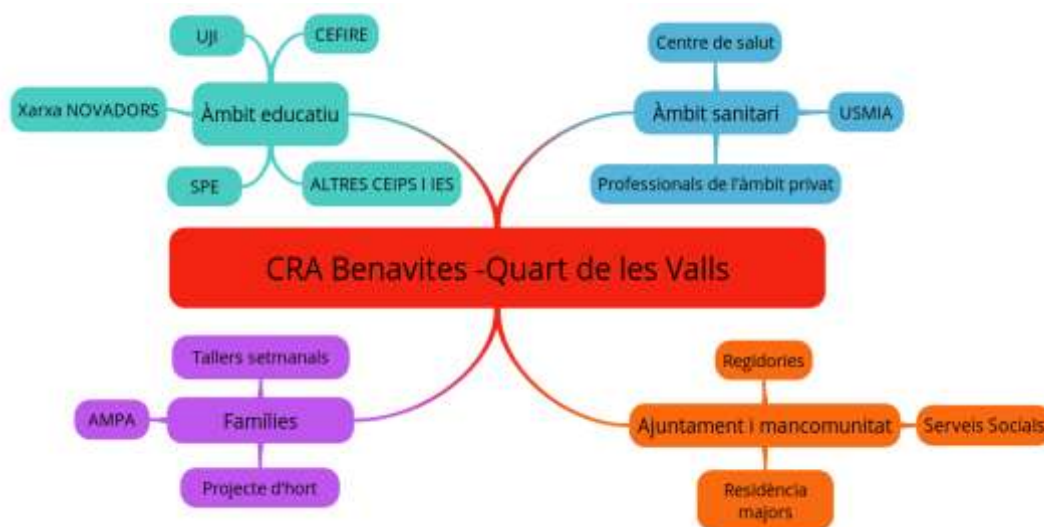 UJI
CEFIRE
Xarxa NOVADORS
Àmbit educatiu
SPE
ALTRES CEIPS I IES
Centre de salut
Àmbit sanitari
USMIA
Professionals de l'àmbit privat
CRA Benavites -Quart de les Valls
Tallers setmanals
AMPA
Famílies
Projecte d'hort
Regidories
Ajuntament i mancomunitat
Serveis Socials
Residència
majors